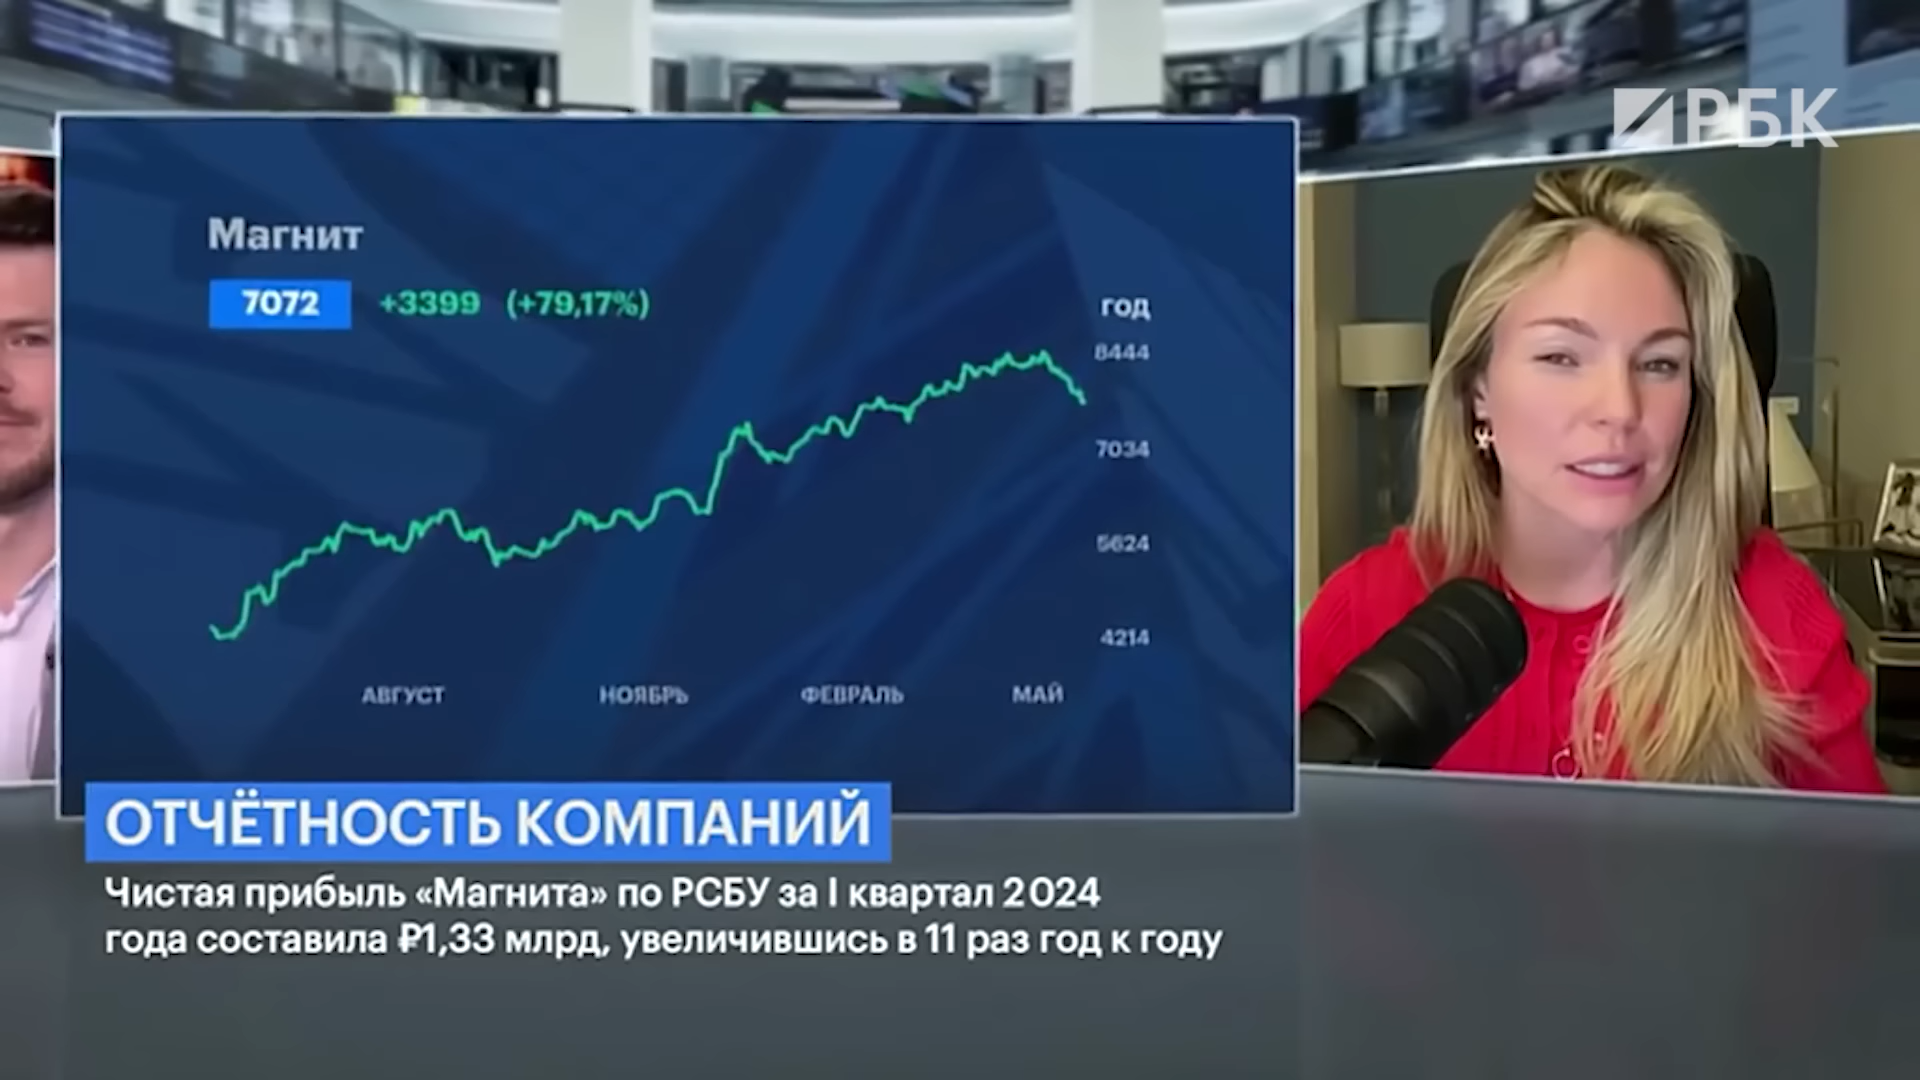 РБК
Магнит
7072 +3399 (+79,17%)
год
8444
7034
5624
4214
АВГУСТ НОЯБРЬ ФЕВРАЛЬ МАЙ
ОТЧЁТНОСТЬ КОМПАНИЙ
Чистая прибыль «Магнита» по РСБУ за I квартал 2024
года составила ₽1,33 млрд, увеличившись в 11 раз год к году